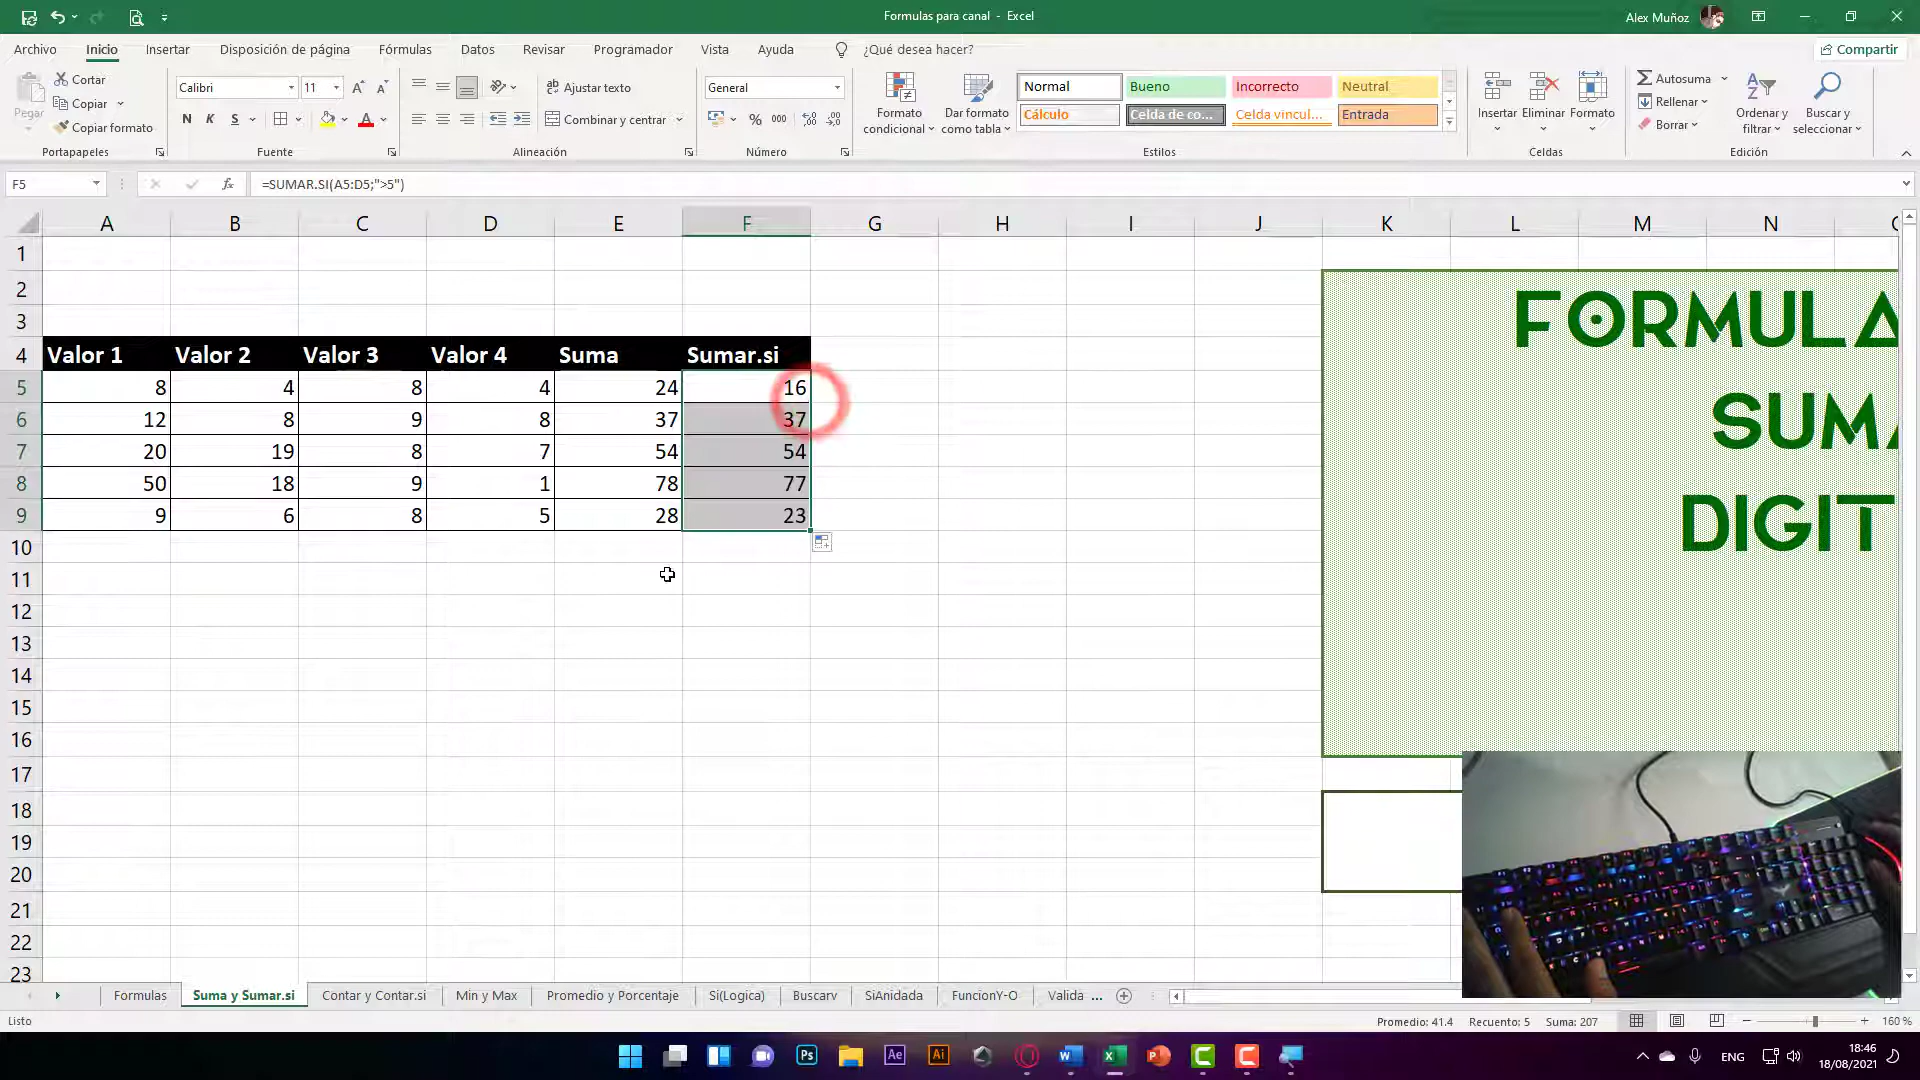 Formulas para canal - Excel
Alex Muñoz
Archivo Inicio Insertar Disposición de página Fórmulas Datos Revisar Programador Vista Ayuda ¿Qué desea hacer? Compartir
Pegar
Cortar
Copiar
Copiar formato
Portapapeles
Calibri 11
N K S
Fuente
Ajustar texto
Combinar y centrar
Alineación
General
% 000
Número
Formato condicional
Dar formato como tabla
Normal Bueno Incorrecto Neutral
Cálculo Celda de co... Celda vincul... Entrada
Estilos
Insertar Eliminar Formato
Celdas
Autosuma
Rellenar
Borrar
Ordenar y filtrar
Buscar y seleccionar
Edición
F5 fx =SUMAR.SI(A5:D5;">5")
A B C D E F G H I J K L M N
1
2
3
4 Valor 1 Valor 2 Valor 3 Valor 4 Suma Sumar.si
5 8 4 8 4 24 16
6 12 8 9 8 37 37
7 20 19 8 7 54 54
8 50 18 9 1 78 77
9 9 6 8 5 28 23
10
11
12
13
14
15
16
17
18
19
20
21
22
23
FORMULA
SUMA
DIGIT
Formulas Suma y Sumar.si Contar y Contar.si Min y Max Promedio y Porcentaje Si(Logica) Buscarv SiAnidada FuncionY-O Valida ...
Listo Promedio: 41.4 Recuento: 5 Suma: 207 160 %
Ps Ae Ai
ENG
18:46
18/08/2021